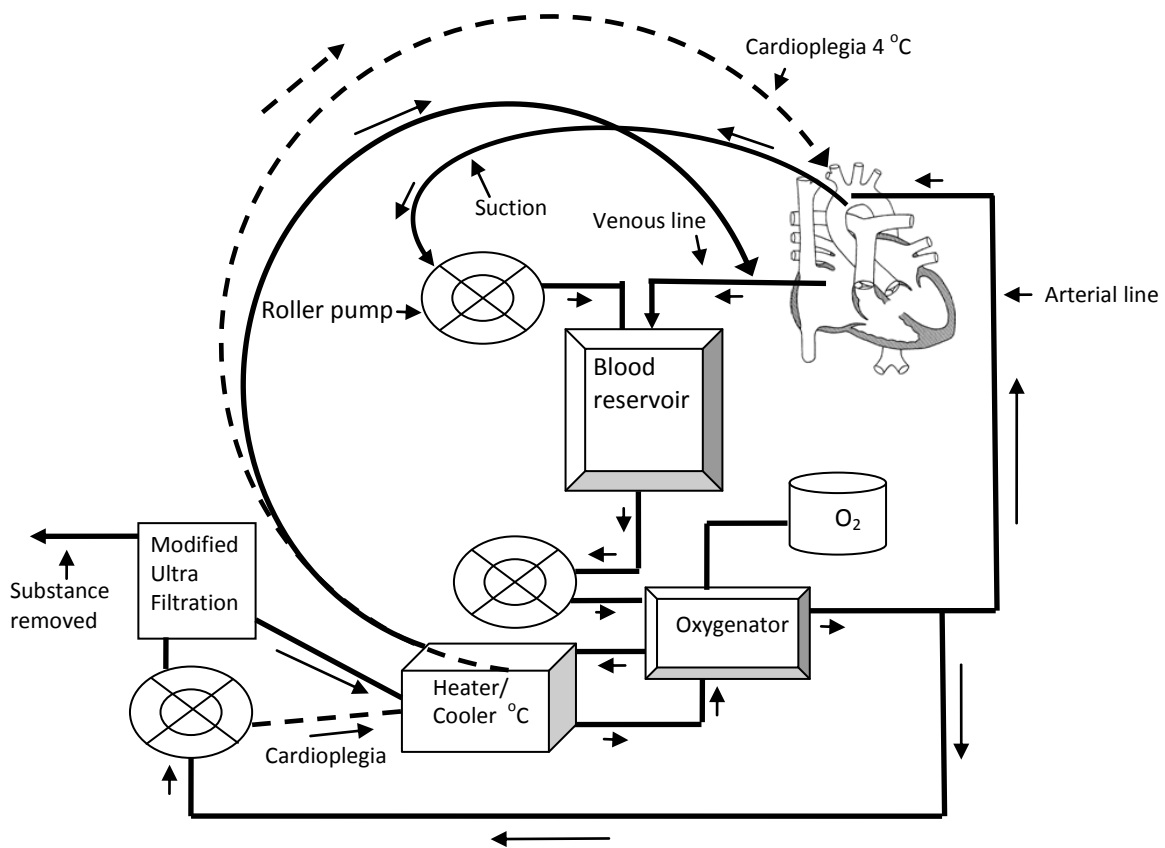 Cardioplegia 4 °C
Suction
Venous line
Roller pump
Arterial line
Blood
reservoir
O₂
Modified
Ultra
Filtration
Substance
removed
Oxygenator
Heater/
Cooler °C
Cardioplegia